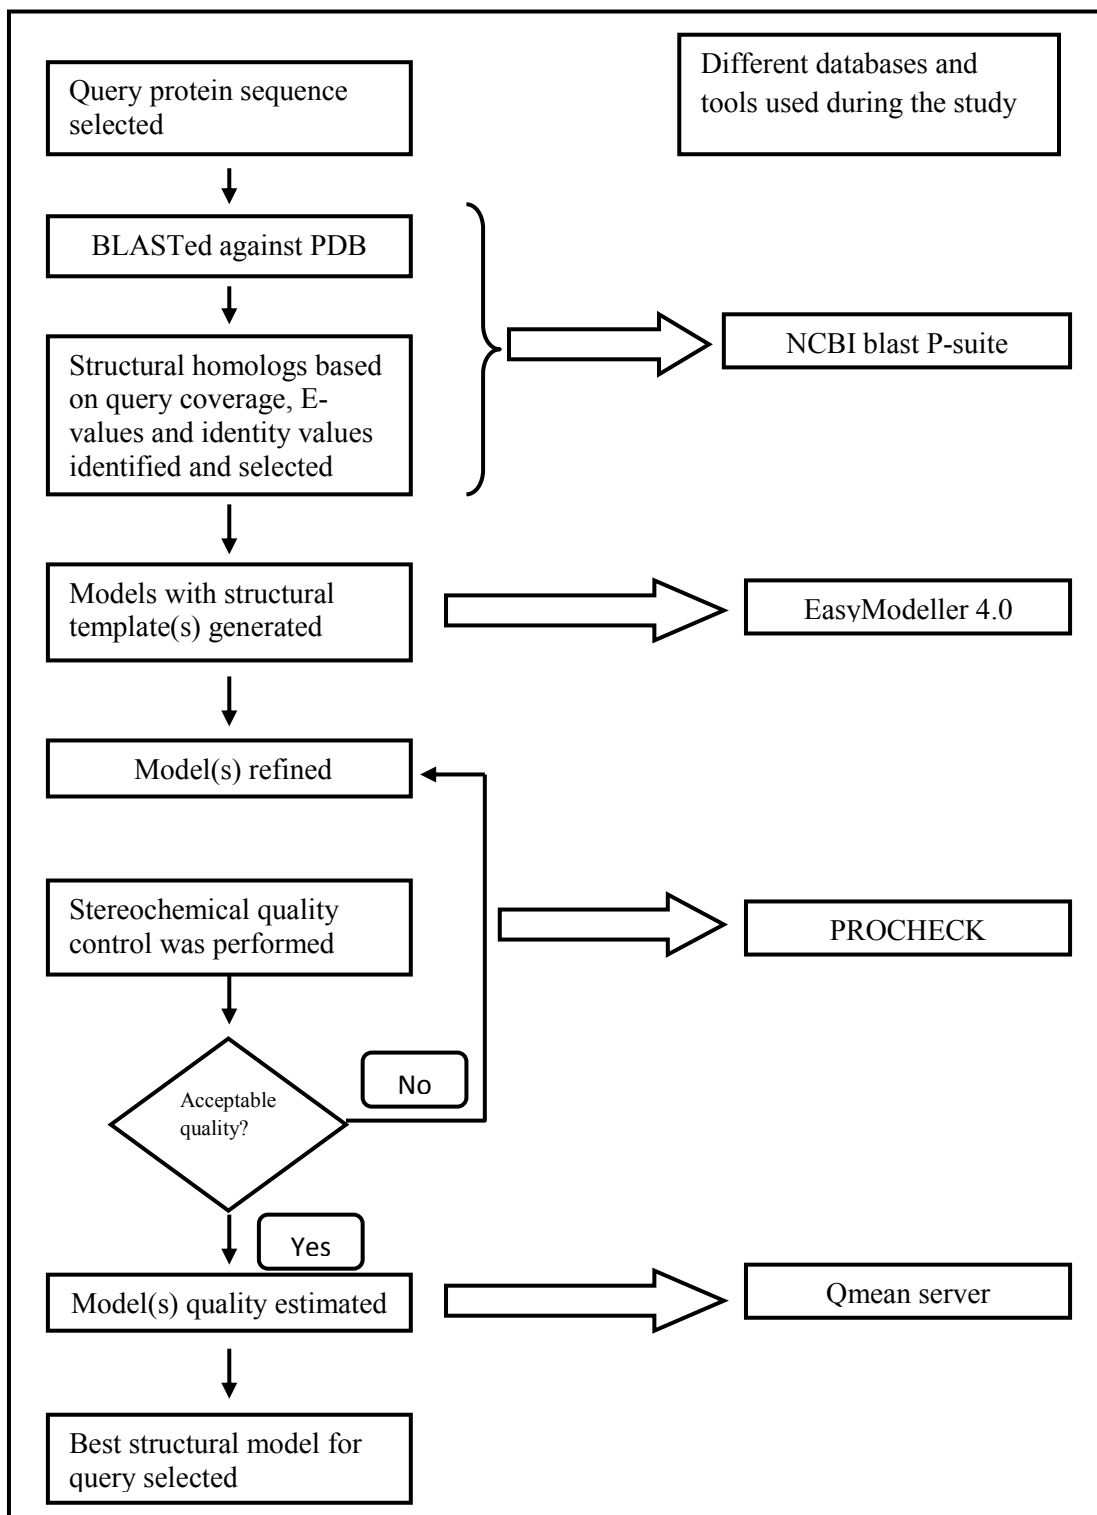 Query protein sequence
selected
Different databases and
tools used during the study
BLASTed against PDB
Structural homologs based
on query coverage, E-
values and identity values
identified and selected
NCBI blast P-suite
Models with structural
template(s) generated
EasyModeller 4.0
Model(s) refined
Stereochemical quality
control was performed
PROCHECK
Acceptable
quality?
No
Yes
Model(s) quality estimated
Qmean server
Best structural model for
query selected